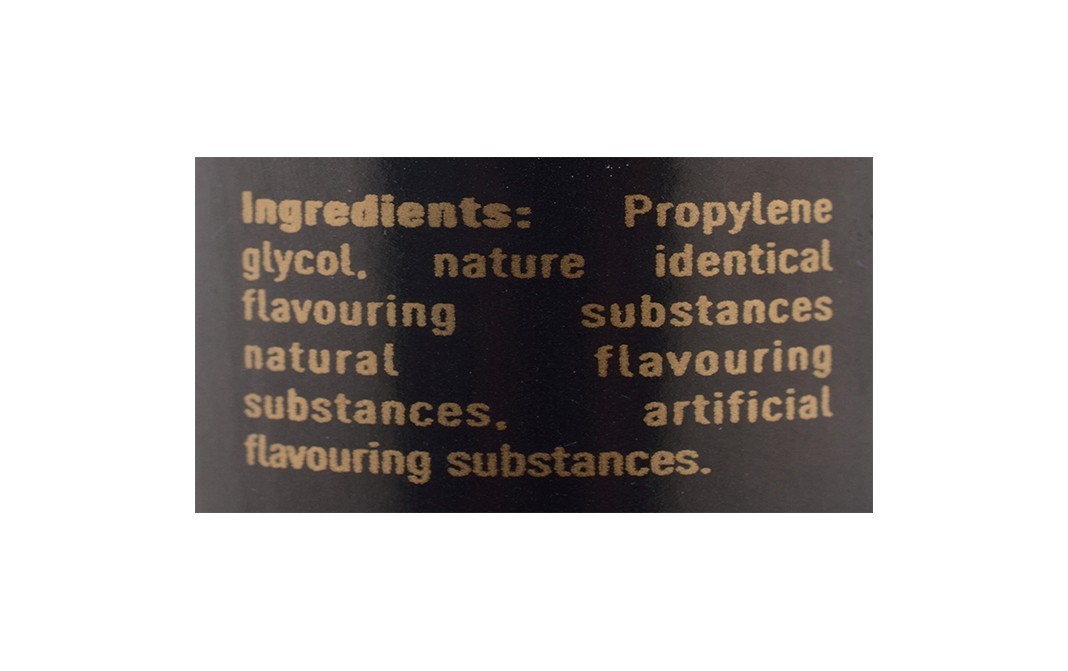 Ingredients: Propylene
glycol, nature identical
flavouring substances
natural flavouring
substances, artificial
flavouring substances.